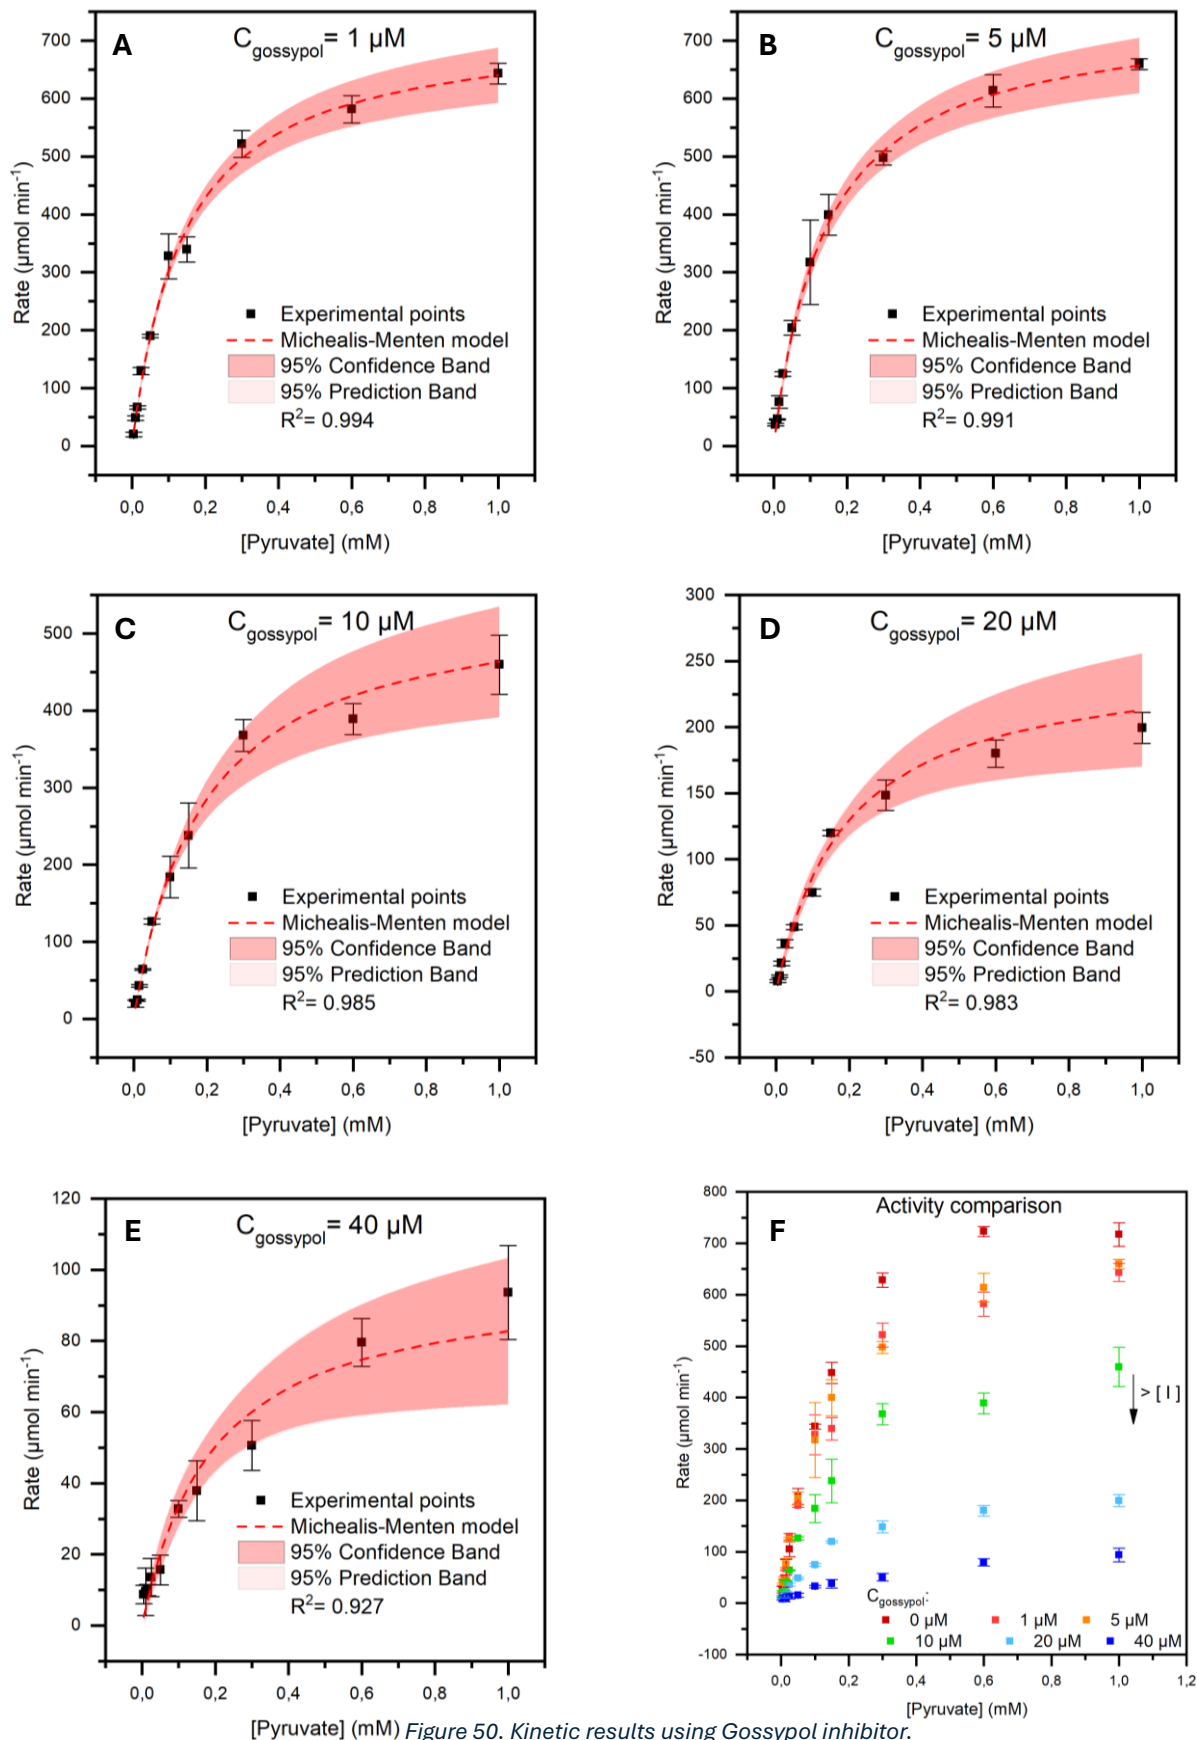 A
C gossypol = 1 µM
700
600
500
400
300
200
100
0
Rate (µmol min⁻¹)
Experimental points
Michealis-Menten model
95% Confidence Band
95% Prediction Band
R²= 0.994
0,0 0,2 0,4 0,6 0,8 1,0
[Pyruvate] (mM)
B
C gossypol = 5 µM
700
600
500
400
300
200
100
0
Rate (µmol min⁻¹)
Experimental points
Michealis-Menten model
95% Confidence Band
95% Prediction Band
R²= 0.991
0,0 0,2 0,4 0,6 0,8 1,0
[Pyruvate] (mM)
C
C gossypol = 10 µM
500
400
300
200
100
0
Rate (µmol min⁻¹)
Experimental points
Michealis-Menten model
95% Confidence Band
95% Prediction Band
R²= 0.985
0,0 0,2 0,4 0,6 0,8 1,0
[Pyruvate] (mM)
D
C gossypol = 20 µM
300
250
200
150
100
50
0
-50
Rate (µmol min⁻¹)
Experimental points
Michealis-Menten model
95% Confidence Band
95% Prediction Band
R²= 0.983
0,0 0,2 0,4 0,6 0,8 1,0
[Pyruvate] (mM)
E
C gossypol = 40 µM
120
100
80
60
40
20
0
Rate (µmol min⁻¹)
Experimental points
Michealis-Menten model
95% Confidence Band
95% Prediction Band
R²= 0.927
0,0 0,2 0,4 0,6 0,8 1,0
[Pyruvate] (mM)
F
Activity comparison
800
700
600
500
400
300
200
100
0
-100
Rate (µmol min⁻¹)
> [ I ]
C gossypol:
0 µM 1 µM 5 µM
10 µM 20 µM 40 µM
0,0 0,2 0,4 0,6 0,8 1,0 1,2
[Pyruvate] (mM)
Figure 50. Kinetic results using Gossypol inhibitor.